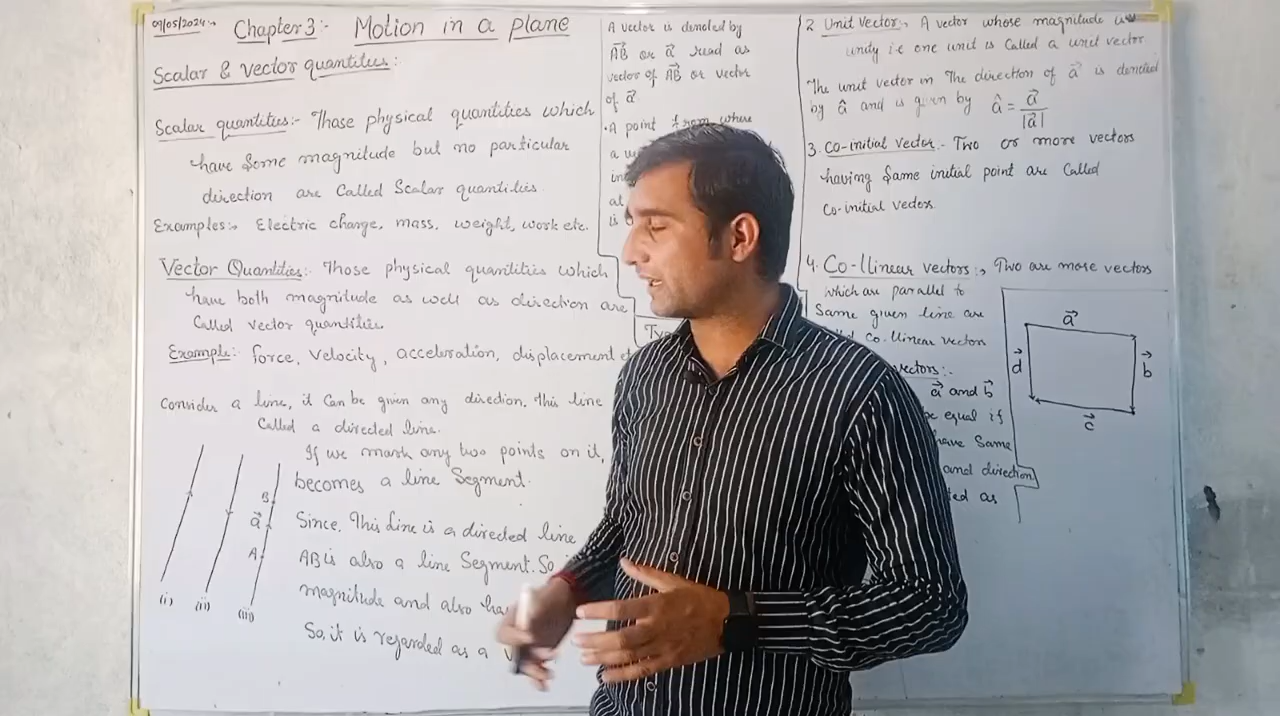 09/05/2024:-
Chapter 3:- Motion in a plane
Scalar & Vector quantities:
Scalar quantities:- Those physical quantities which
have some magnitude but no particular
direction are Called Scalar quantities.
Examples:- Electric charge, mass, weight, work etc.
Vector Quantities:- Those physical quantities which
have both magnitude as well as direction are
Called vector quantities
Example: force, velocity, acceleration, displacement
Consider a line, it can be given any direction. This line
Called a directed line.
If we mark any two points on it,
becomes a line Segment.
Since. This line is a directed line
AB is also a line Segment. So
magnitude and also
So, it is regarded as a
B
a⃗
A
(i)
(ii)
(iii)
A vector is denoted by
A⃗B⃗ or a⃗ read as
vector of A⃗B⃗ or vector
of a⃗.
• A point from where
a
at
is
2 Unit Vector:- A vector whose magnitude is
unity i.e one unit is Called a unit vector.
The unit vector in The direction of a⃗ is denoted
by â and is given by â = a⃗/|a⃗|
3. Co-initial Vector:- Two or more vectors
having same initial point are Called
Co-initial vectors.
4. Co-llinear vectors:- Two are more vectors
which are parallel to
Same given line are
co. llinear vectors
vectors:-
a⃗ and b⃗
be equal if
have same
and direction
as
a⃗
d⃗
b⃗
c⃗